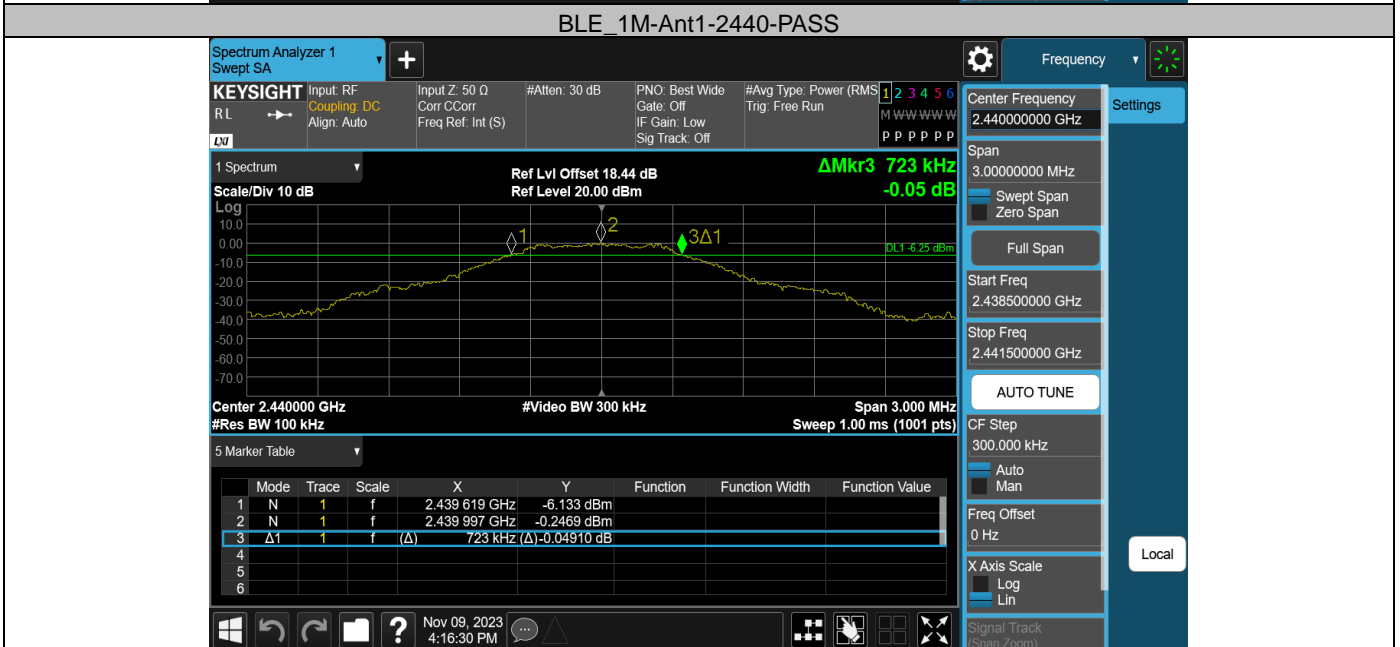 BLE_1M-Ant1-2440-PASS
Spectrum Analyzer 1
Swept SA
+
Frequency
KEYSIGHT
RL
LXI
Input: RF
Coupling: DC
Align: Auto
Input Z: 50 Ω
Corr CCorr
Freq Ref: Int (S)
#Atten: 30 dB
PNO: Best Wide
Gate: Off
IF Gain: Low
Sig Track: Off
#Avg Type: Power (RMS
Trig: Free Run
1 2 3 4 5 6
M W W W W W
P P P P P P
1 Spectrum
Scale/Div 10 dB
Ref Lvl Offset 18.44 dB
Ref Level 20.00 dBm
ΔMkr3 723 kHz
-0.05 dB
Log
10.0
0.00
-10.0
-20.0
-30.0
-40.0
-50.0
-60.0
-70.0
1
2
3Δ1
DL1 -6.25 dBm
Center 2.440000 GHz
#Res BW 100 kHz
#Video BW 300 kHz
Span 3.000 MHz
Sweep 1.00 ms (1001 pts)
5 Marker Table
Mode Trace Scale X Y Function Function Width Function Value
1 N 1 f 2.439 619 GHz -6.133 dBm
2 N 1 f 2.439 997 GHz -0.2469 dBm
3 Δ1 1 f (Δ) 723 kHz (Δ) -0.04910 dB
4
5
6
Nov 09, 2023
4:16:30 PM
?
Center Frequency
2.440000000 GHz
Settings
Span
3.00000000 MHz
Swept Span
Zero Span
Full Span
Start Freq
2.438500000 GHz
Stop Freq
2.441500000 GHz
AUTO TUNE
CF Step
300.000 kHz
Auto
Man
Freq Offset
0 Hz
X Axis Scale
Log
Lin
Local
Signal Track
(Span Zoom)